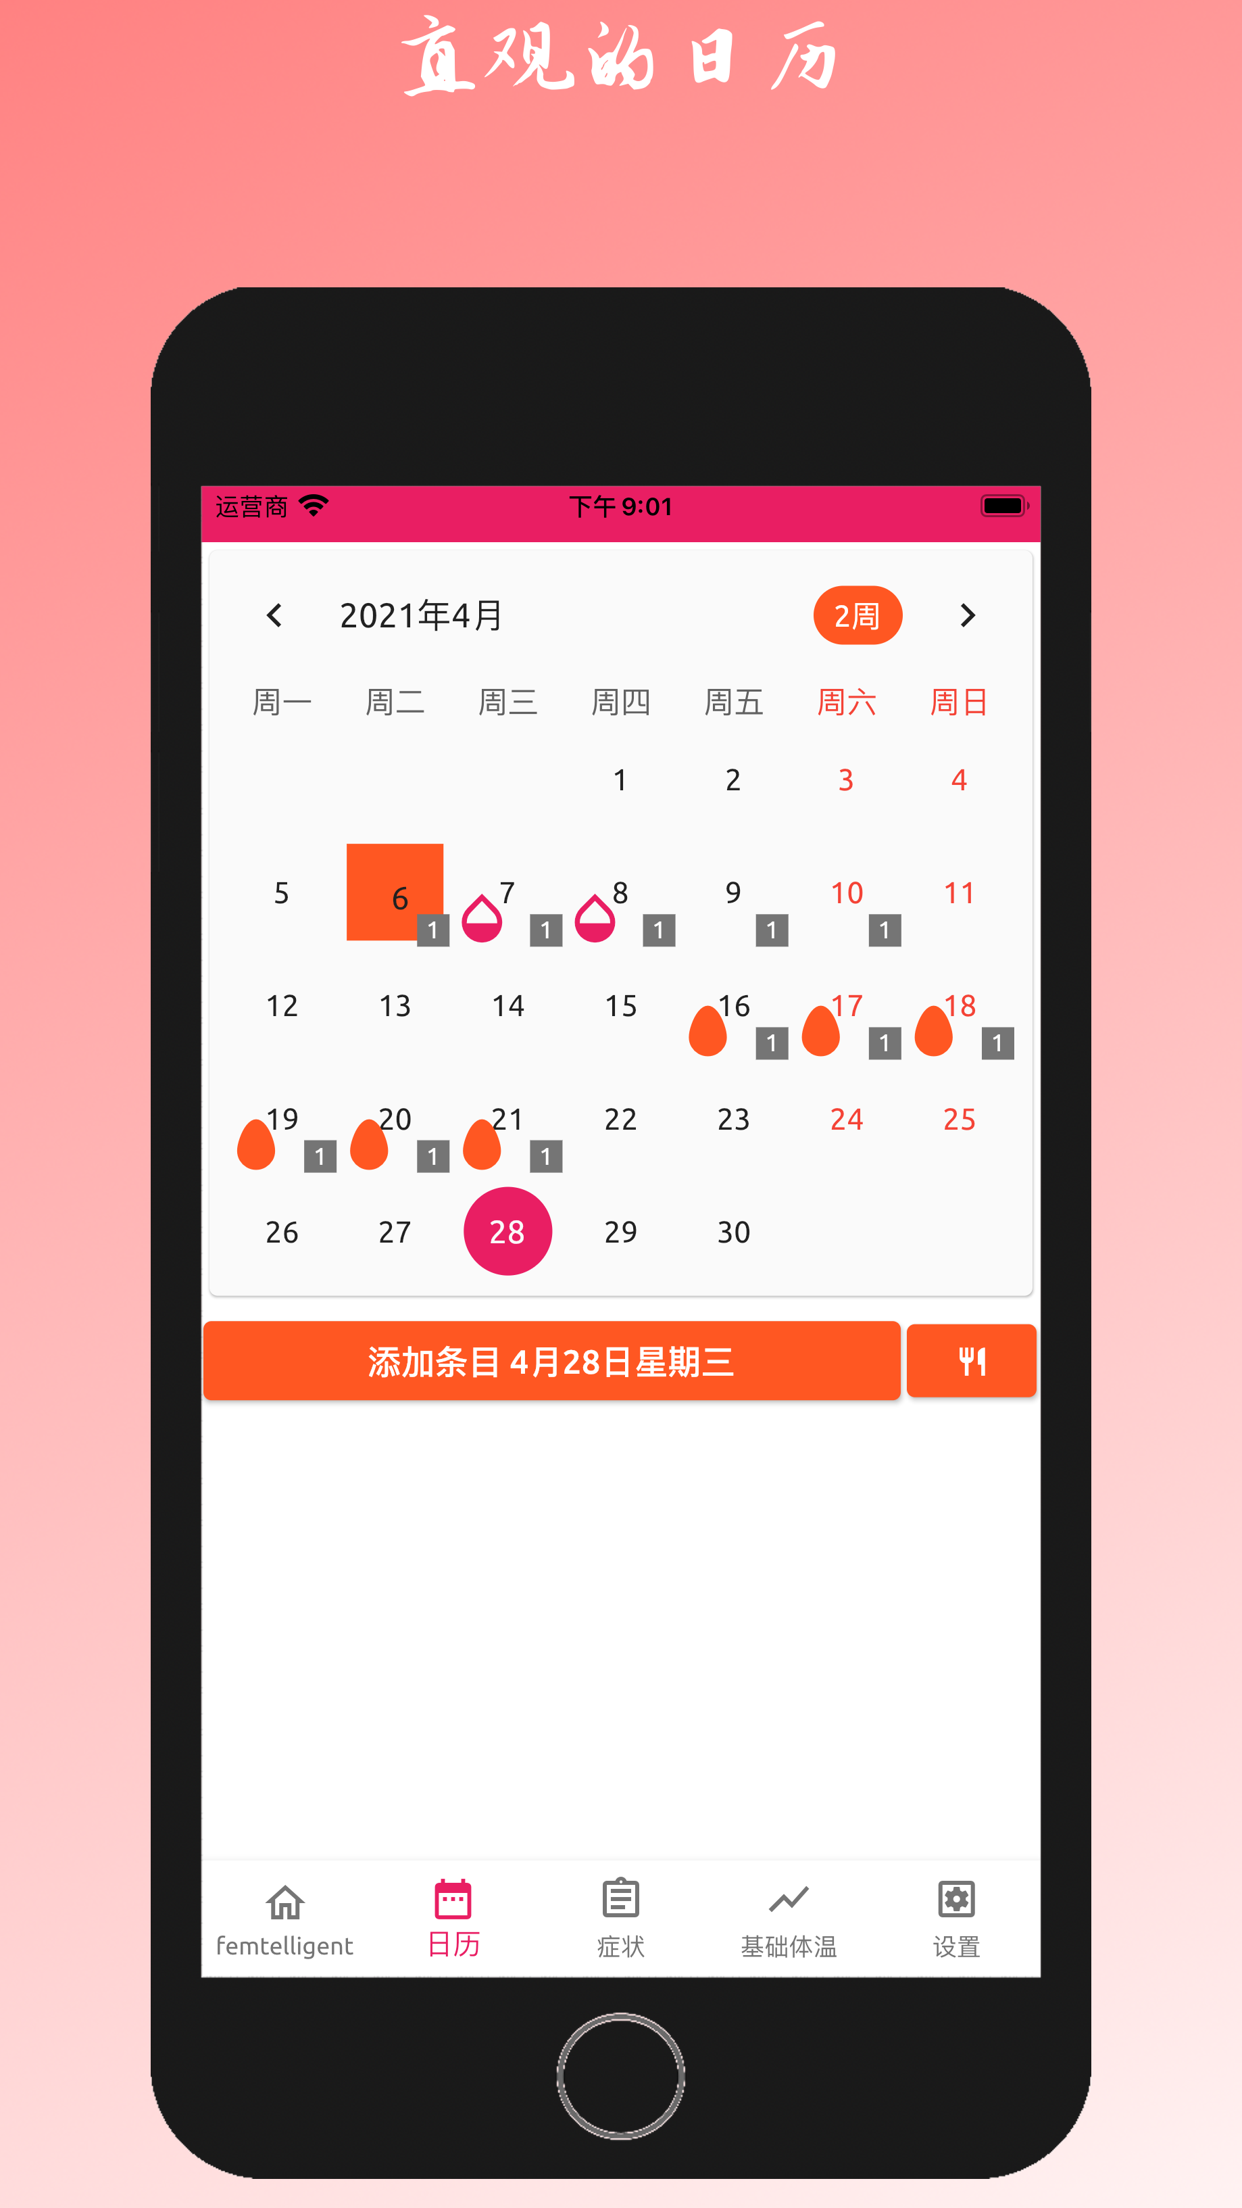 直观的日历
运营商 下午 9:01
2021年4月 2周
周一 周二 周三 周四 周五 周六 周日
1 2 3 4
5 6 7 8 9 10 11
1 1 1 1 1
12 13 14 15 16 17 18
1 1 1
19 20 21 22 23 24 25
1 1 1
26 27 28 29 30
添加条目 4月28日星期三
femtelligent 日历 症状 基础体温 设置